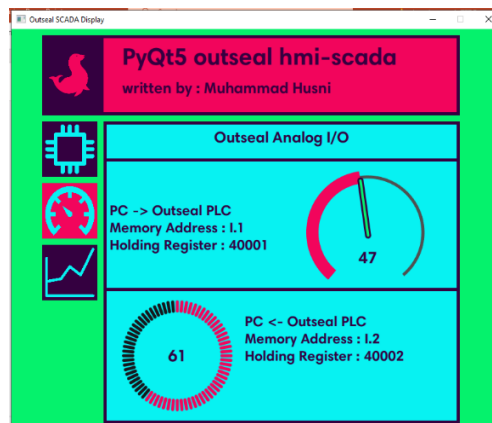 Outseal SCADA Display
PyQt5 outseal hmi-scada
written by : Muhammad Husni
Outseal Analog I/O
PC -> Outseal PLC
Memory Address : I.1
Holding Register : 40001
47
61
PC <- Outseal PLC
Memory Address : I.2
Holding Register : 40002